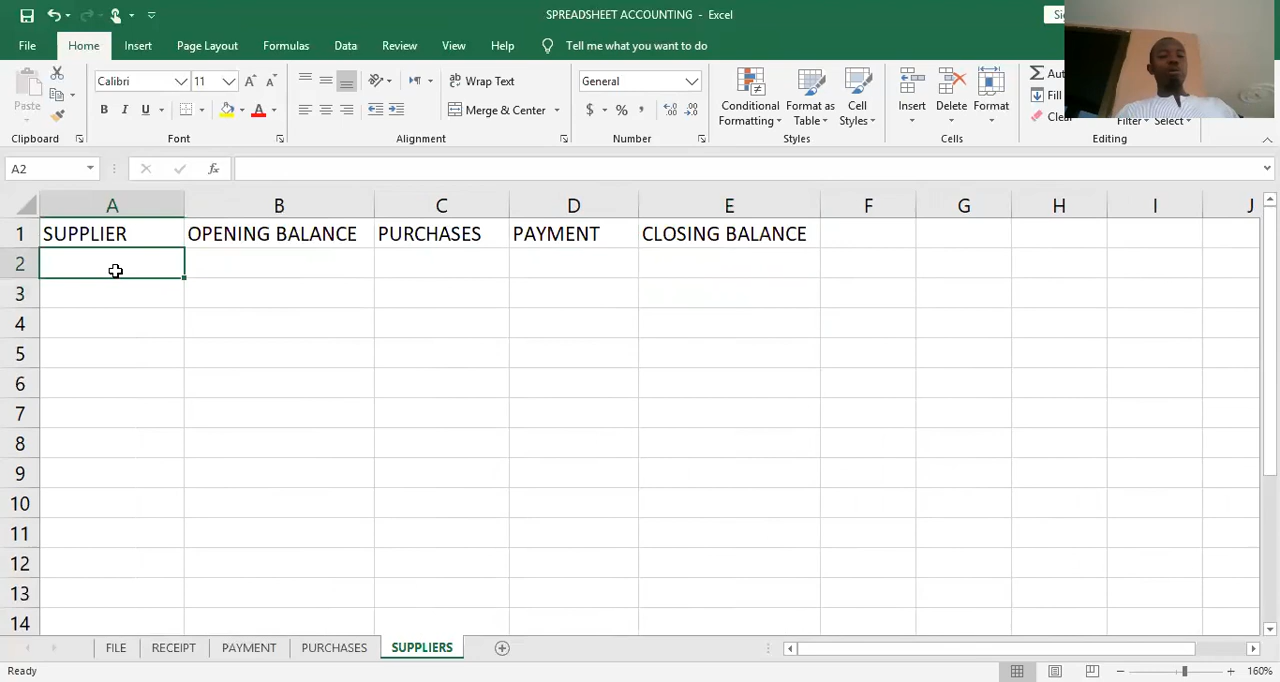 SPREADSHEET ACCOUNTING - Excel
File Home Insert Page Layout Formulas Data Review View Help Tell me what you want to do
Paste
Calibri 11
Wrap Text
General
Merge & Center
B I U
$ % ,
Conditional Formatting
Format as Table
Cell Styles
Insert
Delete
Format
Fill
Filter
Select
Clipboard Font Alignment Number Styles Cells Editing
A2 fx
A B C D E F G H I J
1 SUPPLIER OPENING BALANCE PURCHASES PAYMENT CLOSING BALANCE
2
3
4
5
6
7
8
9
10
11
12
13
14
FILE RECEIPT PAYMENT PURCHASES SUPPLIERS
Ready 160%